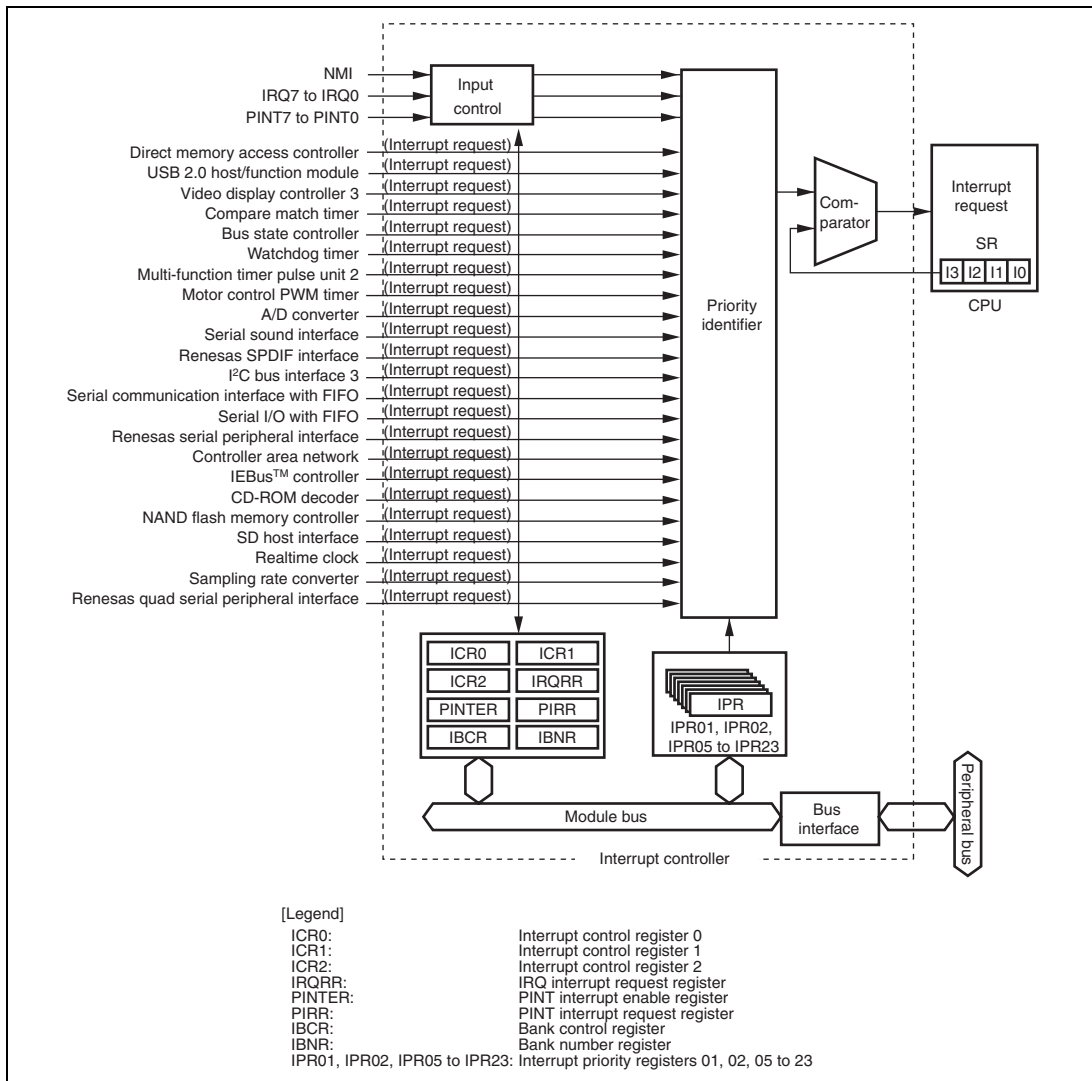 NMI
IRQ7 to IRQ0
PINT7 to PINT0
Input
control
Direct memory access controller (Interrupt request)
USB 2.0 host/function module (Interrupt request)
Video display controller 3 (Interrupt request)
Compare match timer (Interrupt request)
Bus state controller (Interrupt request)
Watchdog timer (Interrupt request)
Multi-function timer pulse unit 2 (Interrupt request)
Motor control PWM timer (Interrupt request)
A/D converter (Interrupt request)
Serial sound interface (Interrupt request)
Renesas SPDIF interface (Interrupt request)
I²C bus interface 3 (Interrupt request)
Serial communication interface with FIFO (Interrupt request)
Serial I/O with FIFO (Interrupt request)
Renesas serial peripheral interface (Interrupt request)
Controller area network (Interrupt request)
IEBus™ controller (Interrupt request)
CD-ROM decoder (Interrupt request)
NAND flash memory controller (Interrupt request)
SD host interface (Interrupt request)
Realtime clock (Interrupt request)
Sampling rate converter (Interrupt request)
Renesas quad serial peripheral interface (Interrupt request)
Priority
identifier
Com-
parator
Interrupt
request
SR
I3 I2 I1 I0
CPU
ICR0 ICR1
ICR2 IRQRR
PINTER PIRR
IBCR IBNR
IPR
IPR01, IPR02,
IPR05 to IPR23
Module bus
Bus
interface
Peripheral bus
Interrupt controller
[Legend]
ICR0: Interrupt control register 0
ICR1: Interrupt control register 1
ICR2: Interrupt control register 2
IRQRR: IRQ interrupt request register
PINTER: PINT interrupt enable register
PIRR: PINT interrupt request register
IBCR: Bank control register
IBNR: Bank number register
IPR01, IPR02, IPR05 to IPR23: Interrupt priority registers 01, 02, 05 to 23